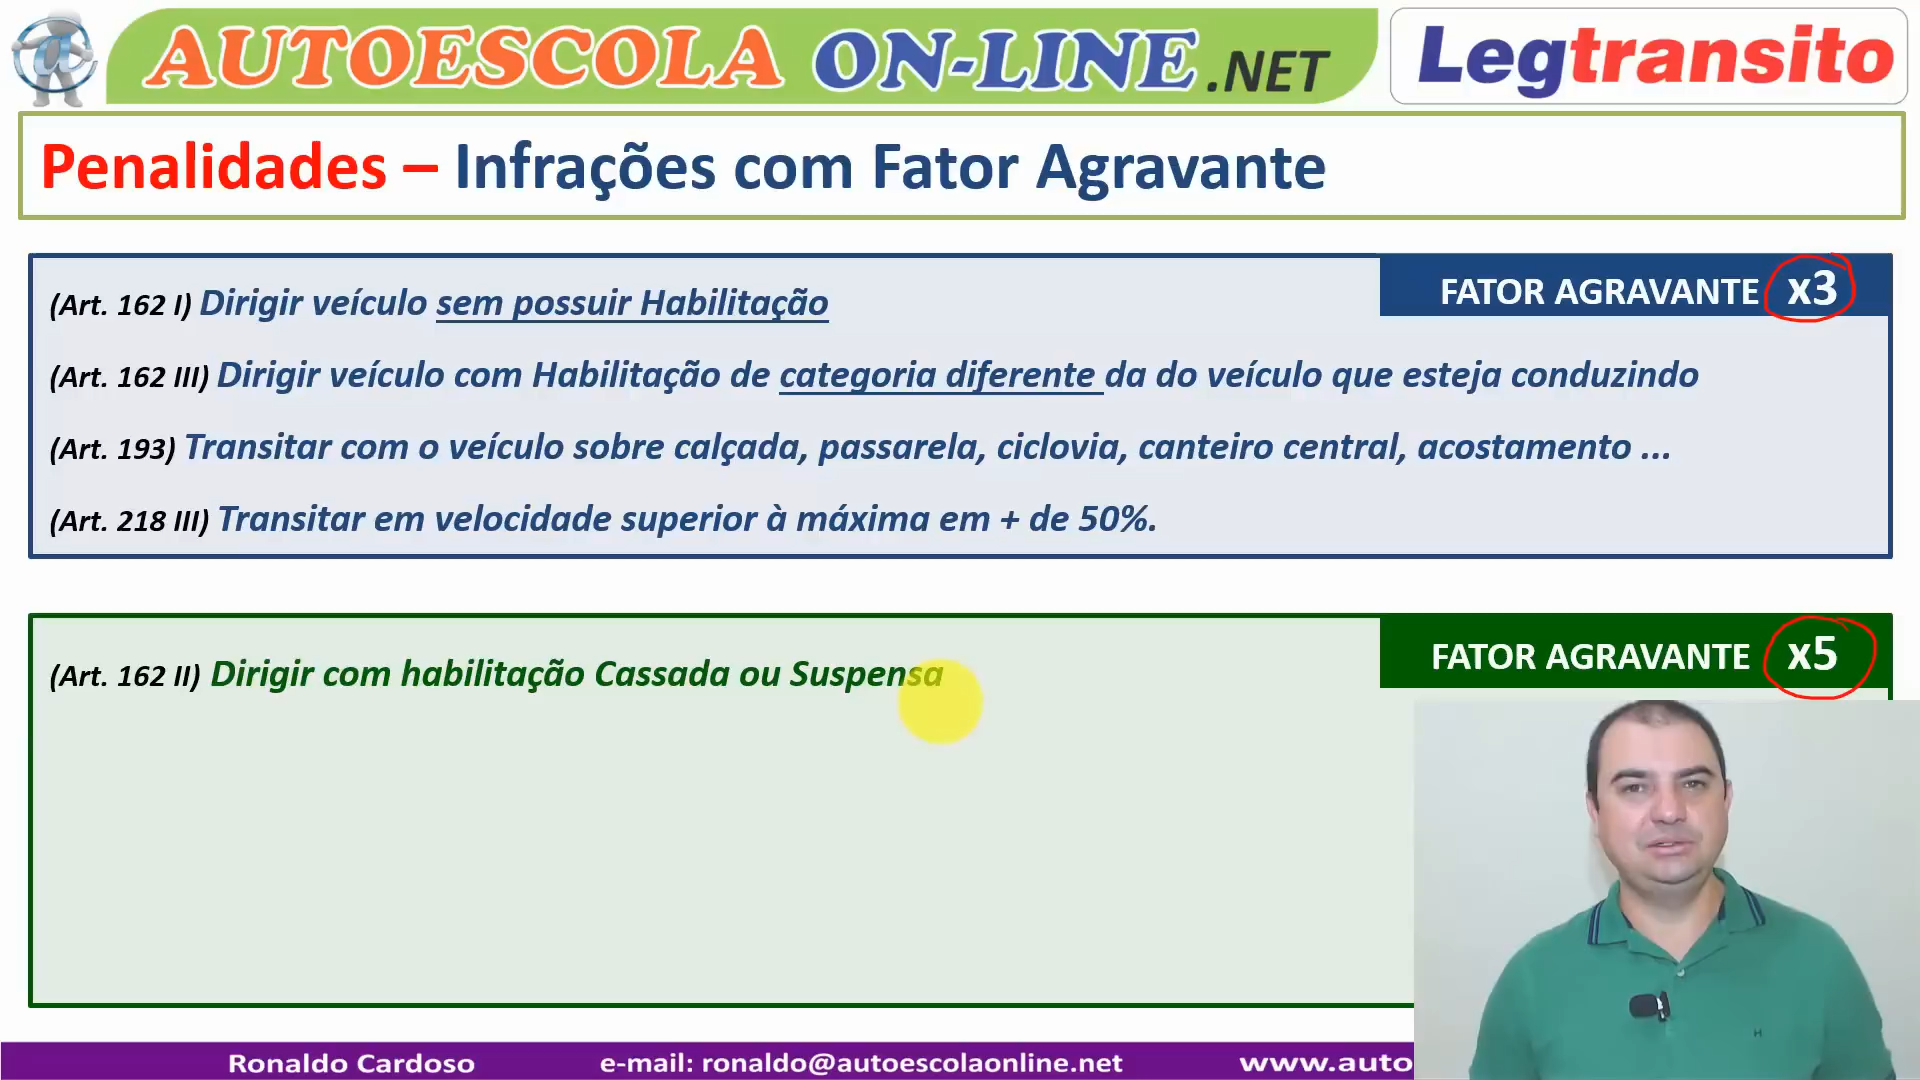 AUTOESCOLA ON-LINE.NET
Legtransito
Penalidades – Infrações com Fator Agravante
FATOR AGRAVANTE x3
(Art. 162 I) Dirigir veículo sem possuir Habilitação
(Art. 162 III) Dirigir veículo com Habilitação de categoria diferente da do veículo que esteja conduzindo
(Art. 193) Transitar com o veículo sobre calçada, passarela, ciclovia, canteiro central, acostamento ...
(Art. 218 III) Transitar em velocidade superior à máxima em + de 50%.
FATOR AGRAVANTE x5
(Art. 162 II) Dirigir com habilitação Cassada ou Suspensa
Ronaldo Cardoso e-mail: ronaldo@autoescolaonline.net www.auto